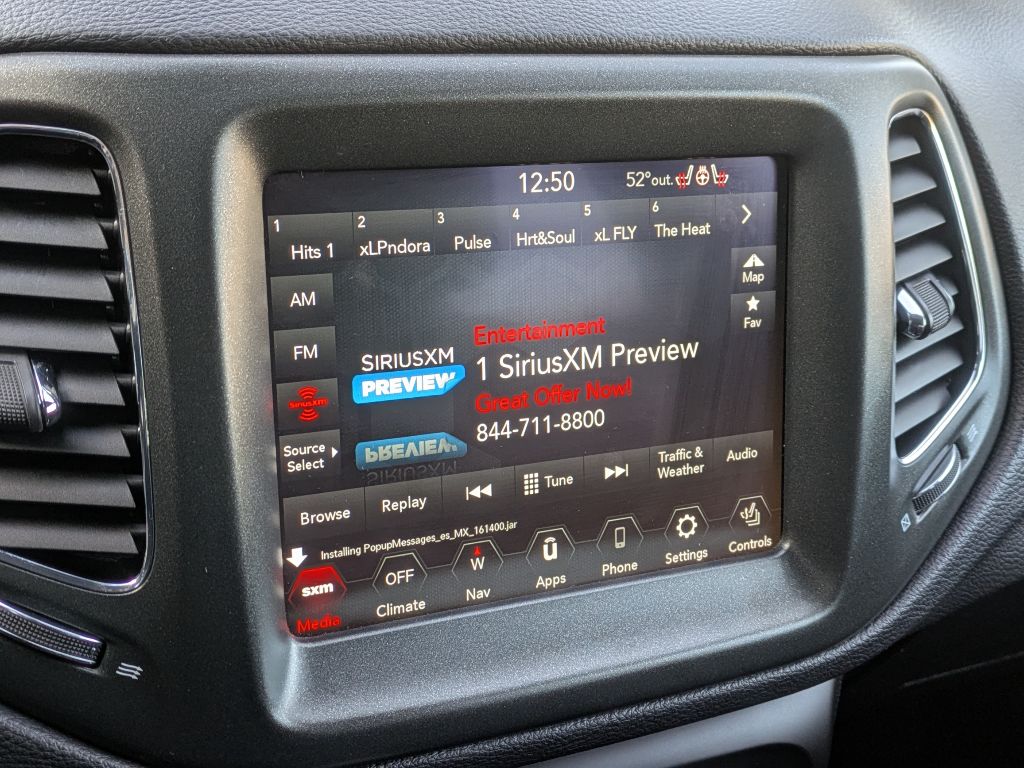 12:50
52°out.
1 Hits 1
2 xLPndora
3 Pulse
4 Hrt&Soul
5 xL FLY
6 The Heat
AM
FM
SiriusXM
Source
Select
Map
Fav
SIRIUSXM
PREVIEW
Entertainment
1 SiriusXM Preview
Great Offer Now!
844-711-8800
PREVIEW
SIRIUSXM
Browse
Replay
Tune
Traffic &
Weather
Audio
Installing PopupMessages_es_MX_161400.jar
sxm
Media
OFF
Climate
W
Nav
Apps
Phone
Settings
Controls